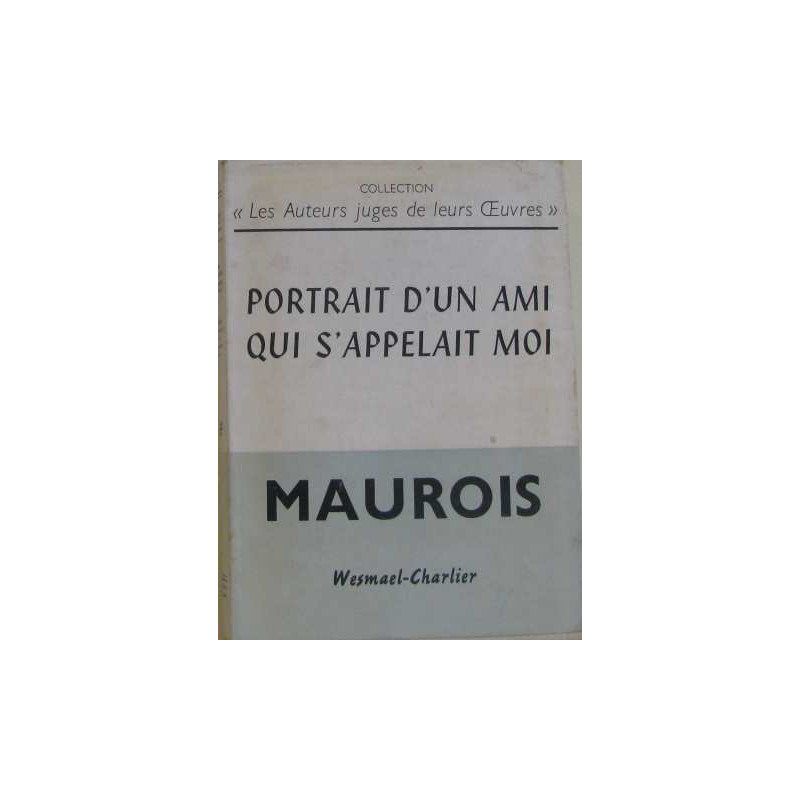 COLLECTION
« Les Auteurs juges de leurs Œuvres »
PORTRAIT D'UN AMI
QUI S'APPELAIT MOI
MAUROIS
Wesmael-Charlier